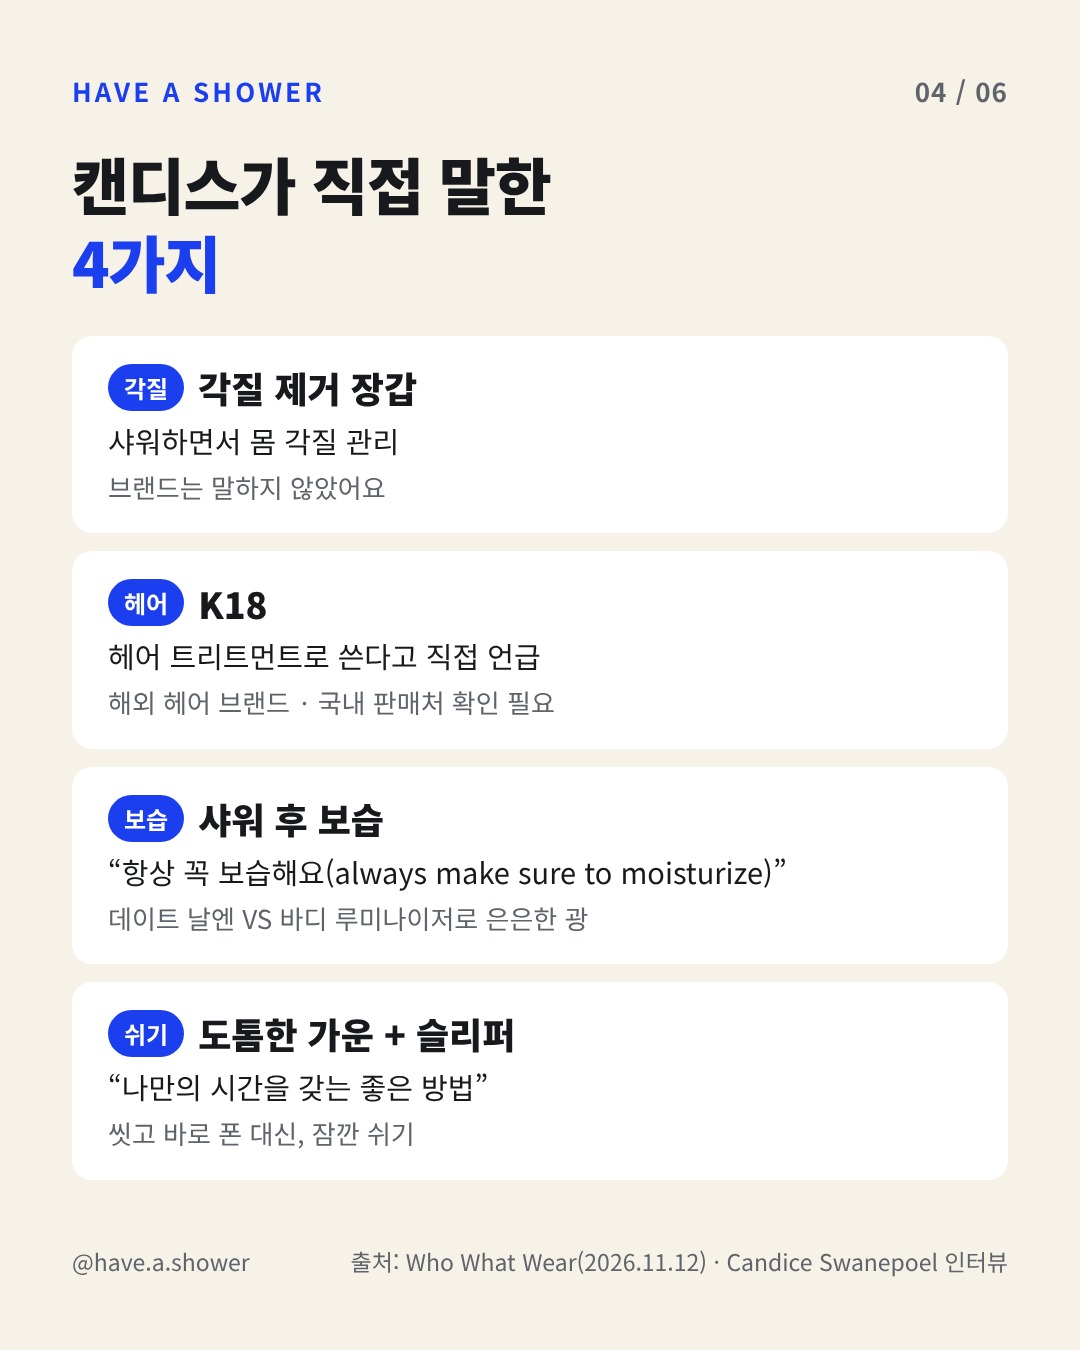 HAVE A SHOWER
04 / 06
캔디스가 직접 말한
4가지
각질 각질 제거 장갑
샤워하면서 몸 각질 관리
브랜드는 말하지 않았어요
헤어 K18
헤어 트리트먼트로 쓴다고 직접 언급
해외 헤어 브랜드 · 국내 판매처 확인 필요
보습 샤워 후 보습
“항상 꼭 보습해요(always make sure to moisturize)”
데이트 날엔 VS 바디 루미나이저로 은은한 광
쉬기 도톰한 가운 + 슬리퍼
“나만의 시간을 갖는 좋은 방법”
씻고 바로 폰 대신, 잠깐 쉬기
@have.a.shower
출처: Who What Wear(2026.11.12) · Candice Swanepoel 인터뷰